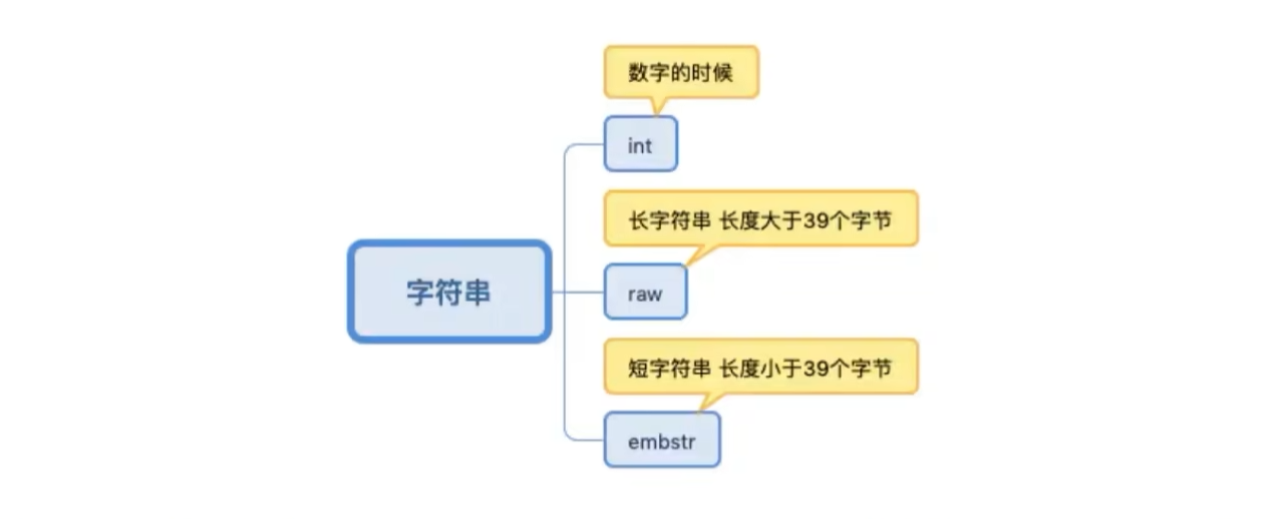 数字的时候
int
长字符串 长度大于39个字节
字符串
raw
短字符串 长度小于39个字节
embstr